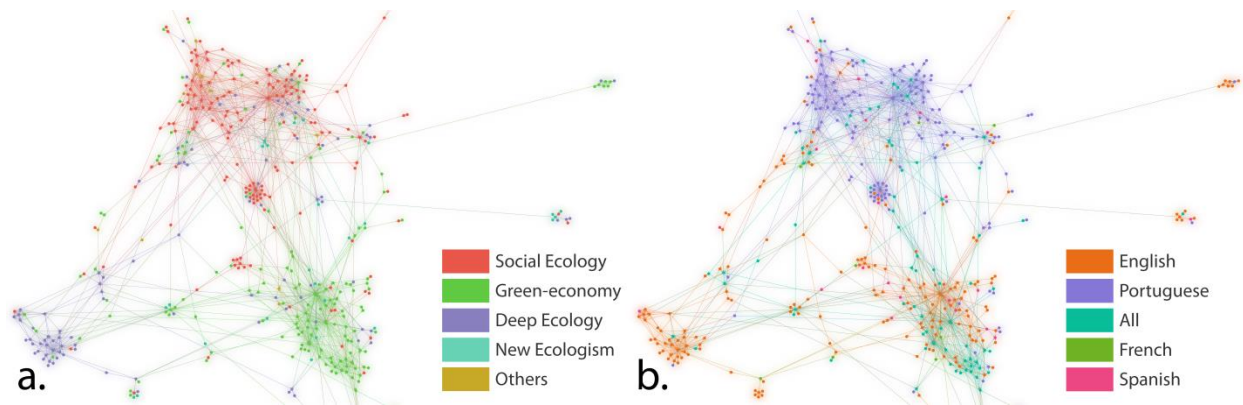 Social Ecology
Green-economy
Deep Ecology
New Ecologism
Others
a.
English
Portuguese
All
French
Spanish
b.